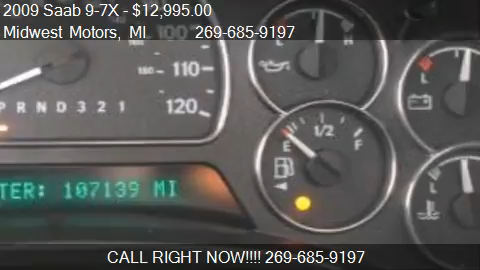 2009 Saab 9-7X - $12,995.00
Midwest Motors, MI 269-685-9197
100
180 110
120
P R N D 3 2 1
L H
L
E 1/2 F
L
TER: 107139 MI
CALL RIGHT NOW!!!! 269-685-9197